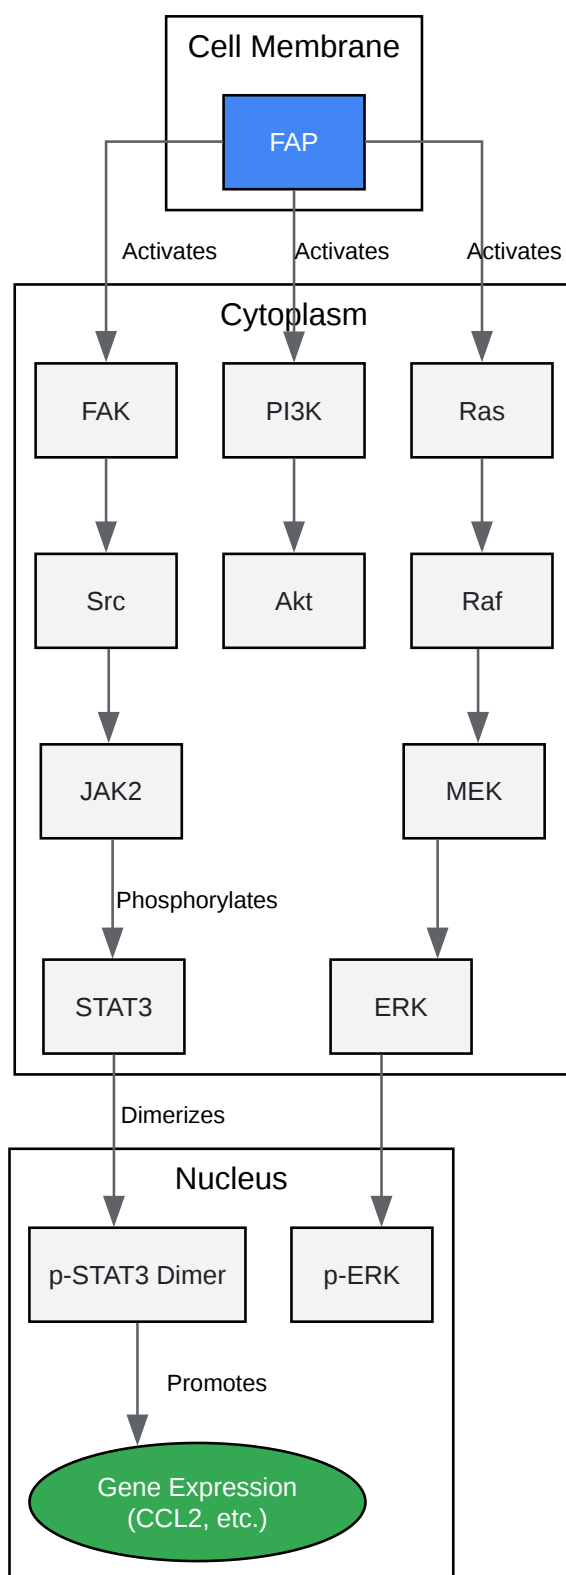 Cell Membrane
FAP
Activates
Activates
Activates
Cytoplasm
FAK
PI3K
Ras
Src
Akt
Raf
JAK2
MEK
Phosphorylates
STAT3
ERK
Dimerizes
Nucleus
p-STAT3 Dimer
p-ERK
Promotes
Gene Expression
(CCL2, etc.)